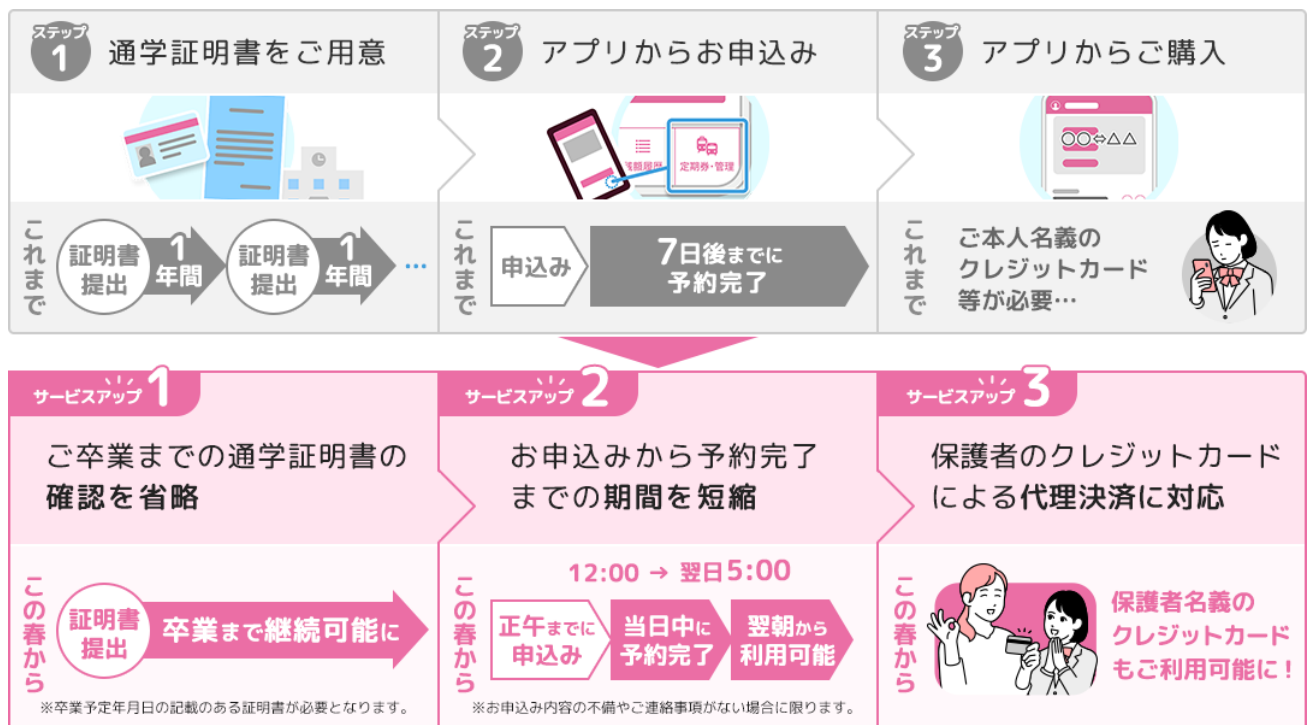 ステップ
1
通学証明書をご用意
ステップ
2
アプリからお申込み
ステップ
3
アプリからご購入
残額履歴
定期券・管理
○○⇔△△
これまで
証明書
提出
1
年間
証明書
提出
1
年間
…
これまで
申込み
7日後までに
予約完了
これまで
ご本人名義の
クレジットカード
等が必要…
サービスアップ 1
ご卒業までの通学証明書の
確認を省略
サービスアップ 2
お申込みから予約完了
までの期間を短縮
サービスアップ 3
保護者のクレジットカード
による代理決済に対応
この春から
証明書
提出
卒業まで継続可能に
※卒業予定年月日の記載のある証明書が必要となります。
この春から
12:00 → 翌日5:00
正午までに
申込み
当日中に
予約完了
翌朝から
利用可能
※お申込み内容の不備やご連絡事項がない場合に限ります。
この春から
保護者名義の
クレジットカード
もご利用可能に!